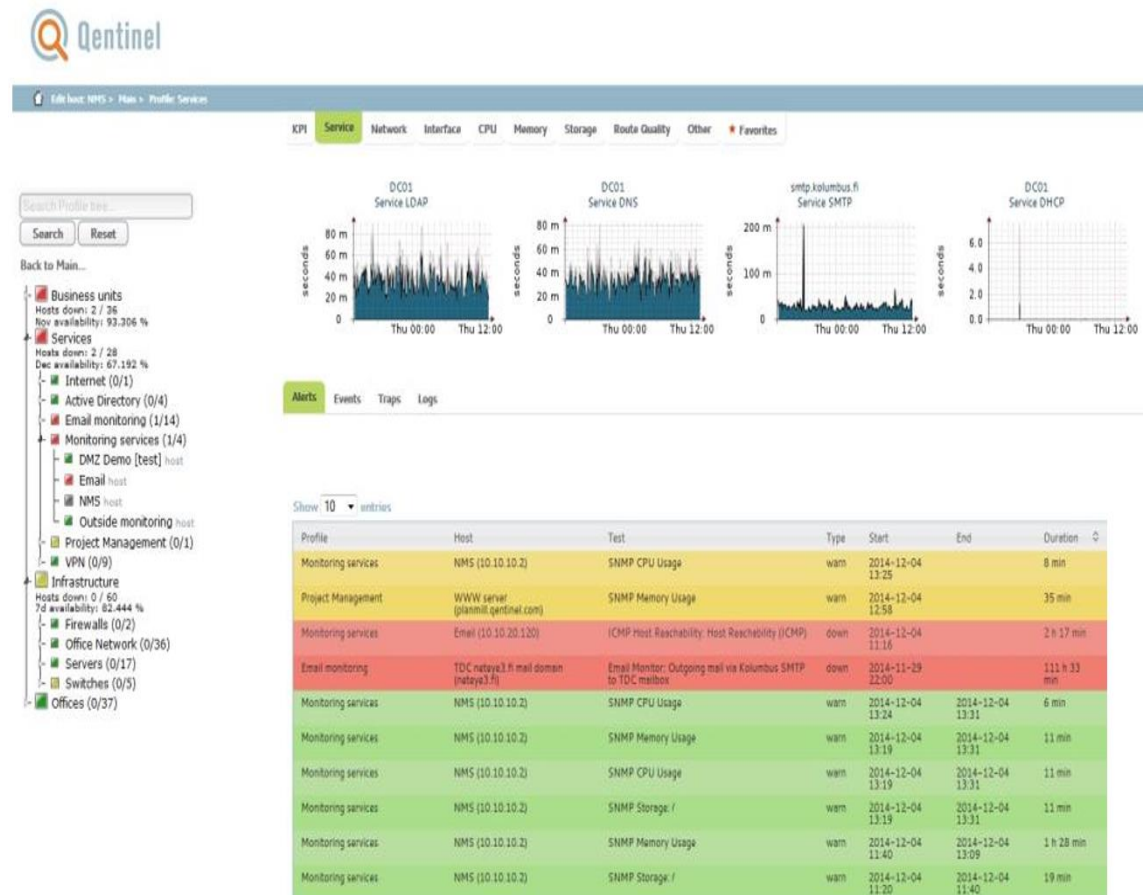 Qentinel
Edit host: NMS > Main > Profile: Services
KPI Service Network Interface CPU Memory Storage Route Quality Other ★ Favorites
Search Profile tree...
Search Reset
Back to Main...
Business units
Hosts down: 2 / 36
Nov availability: 93.306 %
Services
Hosts down: 2 / 28
Dec availability: 67.192 %
Internet (0/1)
Active Directory (0/4)
Email monitoring (1/14)
Monitoring services (1/4)
DMZ Demo [test] host
Email host
NMS host
Outside monitoring host
Project Management (0/1)
VPN (0/9)
Infrastructure
Hosts down: 0 / 60
7d availability: 82.444 %
Firewalls (0/2)
Office Network (0/36)
Servers (0/17)
Switches (0/5)
Offices (0/37)
DC01
Service LDAP
seconds
80 m
60 m
40 m
20 m
0
Thu 00:00 Thu 12:00
DC01
Service DNS
seconds
80 m
60 m
40 m
20 m
0
Thu 00:00 Thu 12:00
smtp.kolumbus.fi
Service SMTP
seconds
200 m
100 m
0
Thu 00:00 Thu 12:00
DC01
Service DHCP
seconds
6.0
4.0
2.0
0.0
Thu 00:00 Thu 12:00
Alerts Events Traps Logs
Show 10 entries
Profile Host Test Type Start End Duration
Monitoring services NMS (10.10.10.2) SNMP CPU Usage warn 2014-12-04 8 min
13:25
Project Management WWW server SNMP Memory Usage warn 2014-12-04 35 min
(planmill.qentinel.com) 12:58
Monitoring services Email (10.10.20.120) ICMP Host Reachability: Host Reachability (ICMP) down 2014-12-04 2 h 17 min
11:16
Email monitoring TDC neteye3.fi mail domain Email Monitor: Outgoing mail via Kolumbus SMTP down 2014-11-29 111 h 33
(neteye3.fi) to TDC mailbox 22:00 min
Monitoring services NMS (10.10.10.2) SNMP CPU Usage warn 2014-12-04 2014-12-04 6 min
13:24 13:31
Monitoring services NMS (10.10.10.2) SNMP Memory Usage warn 2014-12-04 2014-12-04 11 min
13:19 13:31
Monitoring services NMS (10.10.10.2) SNMP CPU Usage warn 2014-12-04 2014-12-04 11 min
13:19 13:31
Monitoring services NMS (10.10.10.2) SNMP Storage: / warn 2014-12-04 2014-12-04 11 min
13:19 13:31
Monitoring services NMS (10.10.10.2) SNMP Memory Usage warn 2014-12-04 2014-12-04 1 h 28 min
11:40 13:09
Monitoring services NMS (10.10.10.2) SNMP Storage: / warn 2014-12-04 2014-12-04 19 min
11:20 11:40